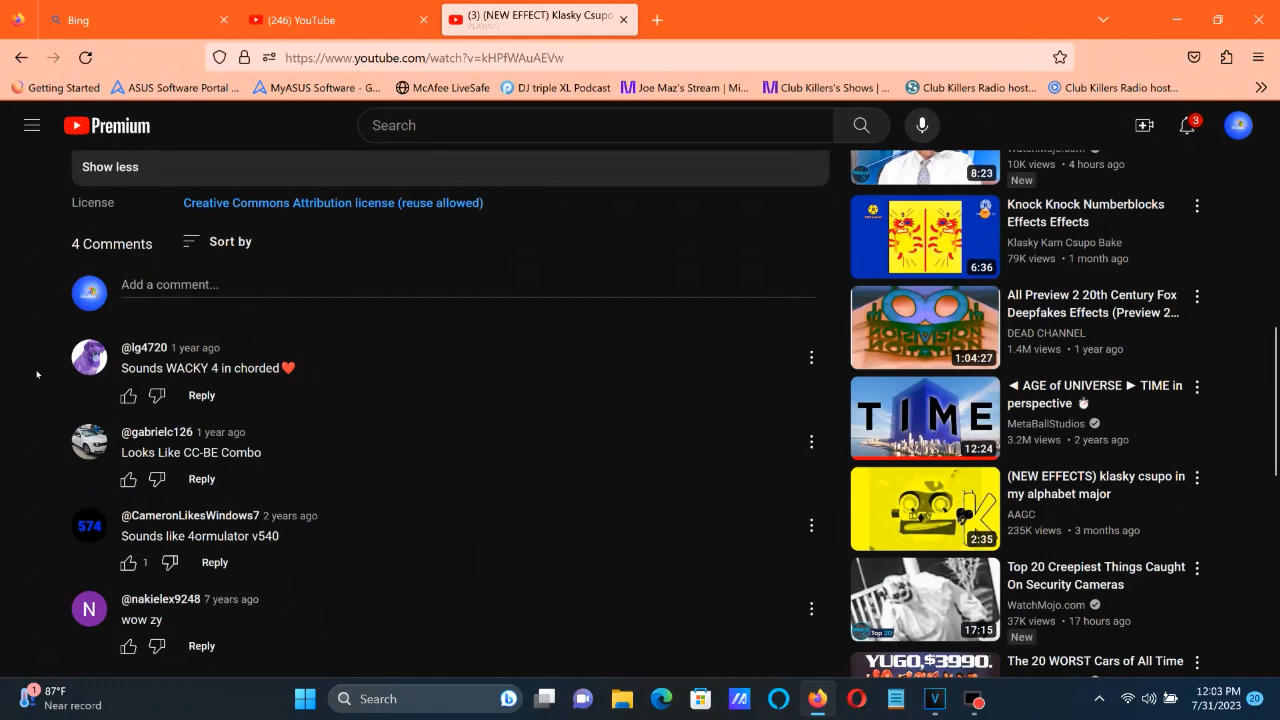 Bing
(246) YouTube
(3) (NEW EFFECT) Klasky Csupo
PLAYING
https://www.youtube.com/watch?v=kHPfWAuAEVw
Getting Started
ASUS Software Portal ...
MyASUS Software - G...
McAfee LiveSafe
DJ triple XL Podcast
Joe Maz's Stream | Mi...
Club Killers's Shows | ...
Club Killers Radio host...
Club Killers Radio host...
Premium
Search
3
Show less
License
Creative Commons Attribution license (reuse allowed)
4 Comments
Sort by
Add a comment...
@lg4720 1 year ago
Sounds WACKY 4 in chorded❤️
Reply
@gabrielc126 1 year ago
Looks Like CC-BE Combo
Reply
574
@CameronLikesWindows7 2 years ago
Sounds like 4ormulator v540
1
Reply
N
@nakielex9248 7 years ago
wow zy
Reply
8:23
WatchMojo.com
10K views • 4 hours ago
New
6:36
Knock Knock Numberblocks
Effects Effects
Klasky Kam Csupo Bake
79K views • 1 month ago
1:04:27
All Preview 2 20th Century Fox
Deepfakes Effects (Preview 2...
DEAD CHANNEL
1.4M views • 1 year ago
TIME
12:24
◄ AGE of UNIVERSE ► TIME in
perspective ⏱
MetaBallStudios
3.2M views • 2 years ago
2:35
(NEW EFFECTS) klasky csupo in
my alphabet major
AAGC
235K views • 3 months ago
Top 20
17:15
Top 20 Creepiest Things Caught
On Security Cameras
WatchMojo.com
37K views • 17 hours ago
New
YUGO,$3990.
The 20 WORST Cars of All Time
1
87°F
Near record
Search
12:03 PM
7/31/2023
20